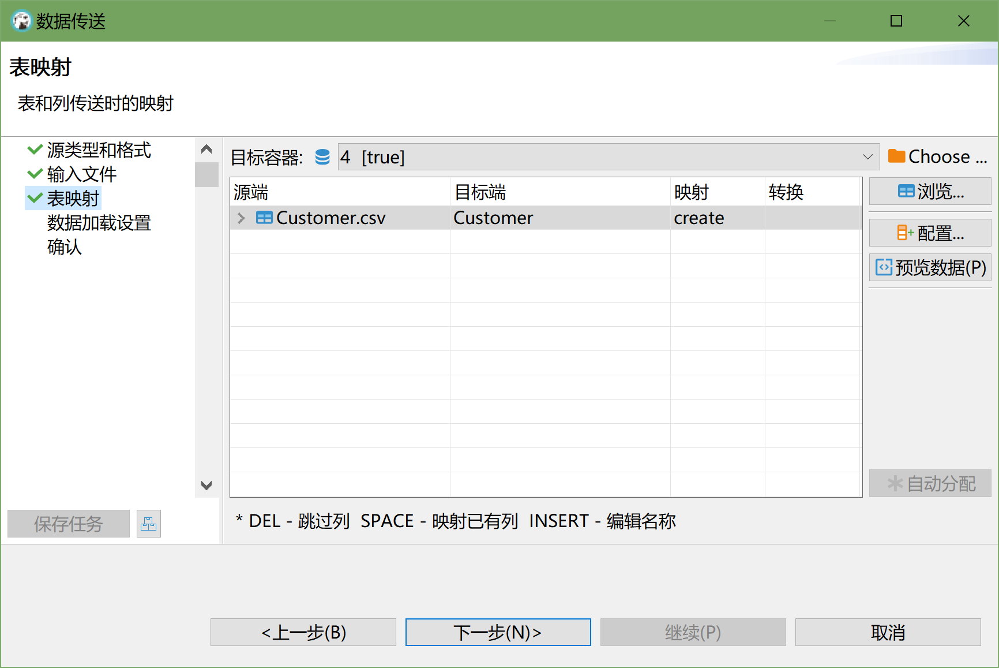 数据传送
表映射
表和列传送时的映射
源类型和格式
输入文件
表映射
数据加载设置
确认
保存任务
目标容器: 4 [true] Choose ...
源端 目标端 映射 转换
Customer.csv Customer create
浏览...
配置...
预览数据(P)
自动分配
* DEL - 跳过列 SPACE - 映射已有列 INSERT - 编辑名称
<上一步(B) 下一步(N)> 继续(P) 取消